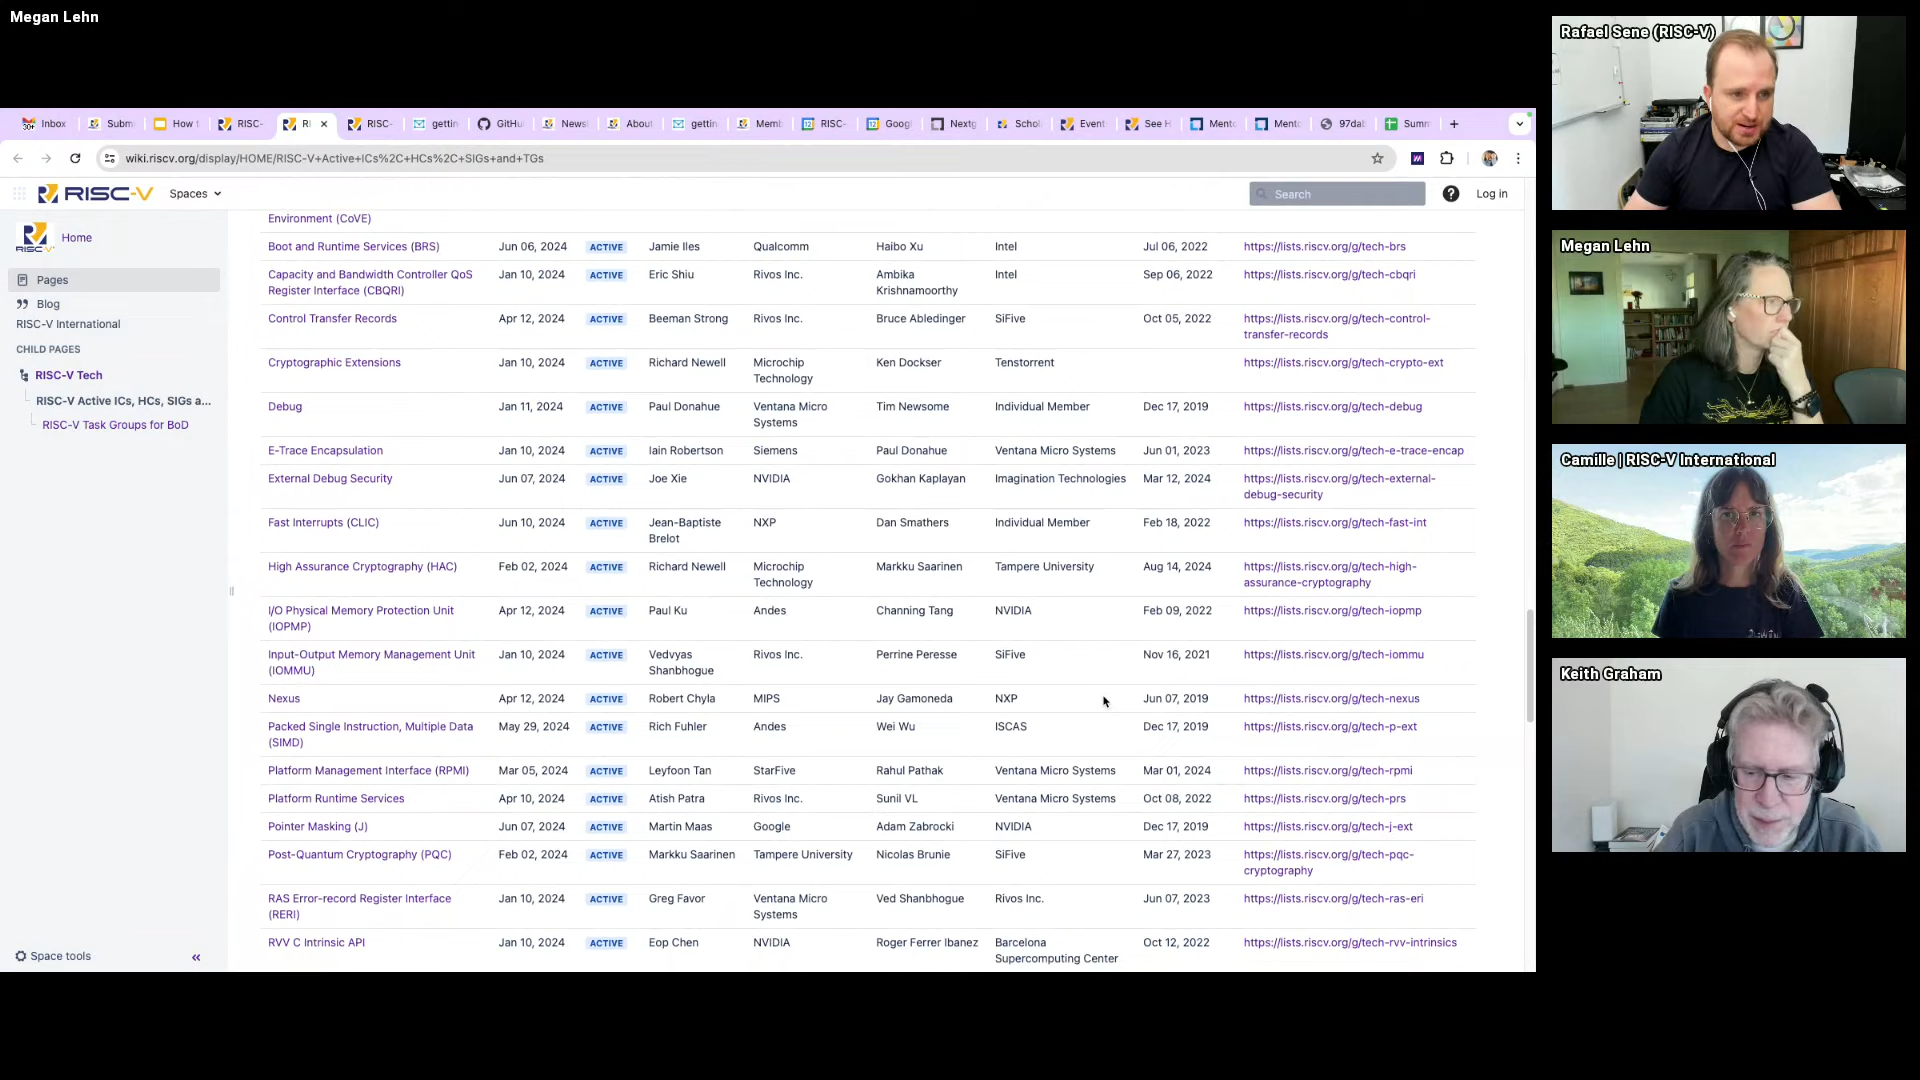 Megan Lehn
Inbox
Subm
How t
RISC-
RI
RISC-
gettin
GitHu
Newsl
About
gettin
Memb
RISC-
Googl
Nextg
Schol
Event
See H
Mento
Mento
97dab
Summ
wiki.riscv.org/display/HOME/RISC-V+Active+ICs%2C+HCs%2C+SIGs+and+TGs
RISC-V
Spaces
Search
Log in
RISC-V
Home
Pages
Blog
RISC-V International
CHILD PAGES
RISC-V Tech
RISC-V Active ICs, HCs, SIGs a...
RISC-V Task Groups for BoD
Space tools
Environment (CoVE)
Boot and Runtime Services (BRS) Jun 06, 2024 ACTIVE Jamie Iles Qualcomm Haibo Xu Intel Jul 06, 2022 https://lists.riscv.org/g/tech-brs
Capacity and Bandwidth Controller QoS Jan 10, 2024 ACTIVE Eric Shiu Rivos Inc. Ambika Intel Sep 06, 2022 https://lists.riscv.org/g/tech-cbqri
Register Interface (CBQRI) Krishnamoorthy
Control Transfer Records Apr 12, 2024 ACTIVE Beeman Strong Rivos Inc. Bruce Abledinger SiFive Oct 05, 2022 https://lists.riscv.org/g/tech-control-
transfer-records
Cryptographic Extensions Jan 10, 2024 ACTIVE Richard Newell Microchip Ken Dockser Tenstorrent https://lists.riscv.org/g/tech-crypto-ext
Technology
Debug Jan 11, 2024 ACTIVE Paul Donahue Ventana Micro Tim Newsome Individual Member Dec 17, 2019 https://lists.riscv.org/g/tech-debug
Systems
E-Trace Encapsulation Jan 10, 2024 ACTIVE Iain Robertson Siemens Paul Donahue Ventana Micro Systems Jun 01, 2023 https://lists.riscv.org/g/tech-e-trace-encap
External Debug Security Jun 07, 2024 ACTIVE Joe Xie NVIDIA Gokhan Kaplayan Imagination Technologies Mar 12, 2024 https://lists.riscv.org/g/tech-external-
debug-security
Fast Interrupts (CLIC) Jun 10, 2024 ACTIVE Jean-Baptiste NXP Dan Smathers Individual Member Feb 18, 2022 https://lists.riscv.org/g/tech-fast-int
Brelot
High Assurance Cryptography (HAC) Feb 02, 2024 ACTIVE Richard Newell Microchip Markku Saarinen Tampere University Aug 14, 2024 https://lists.riscv.org/g/tech-high-
Technology assurance-cryptography
I/O Physical Memory Protection Unit Apr 12, 2024 ACTIVE Paul Ku Andes Channing Tang NVIDIA Feb 09, 2022 https://lists.riscv.org/g/tech-iopmp
(IOPMP)
Input-Output Memory Management Unit Jan 10, 2024 ACTIVE Vedvyas Rivos Inc. Perrine Peresse SiFive Nov 16, 2021 https://lists.riscv.org/g/tech-iommu
(IOMMU) Shanbhogue
Nexus Apr 12, 2024 ACTIVE Robert Chyla MIPS Jay Gamoneda NXP Jun 07, 2019 https://lists.riscv.org/g/tech-nexus
Packed Single Instruction, Multiple Data May 29, 2024 ACTIVE Rich Fuhler Andes Wei Wu ISCAS Dec 17, 2019 https://lists.riscv.org/g/tech-p-ext
(SIMD)
Platform Management Interface (RPMI) Mar 05, 2024 ACTIVE Leyfoon Tan StarFive Rahul Pathak Ventana Micro Systems Mar 01, 2024 https://lists.riscv.org/g/tech-rpmi
Platform Runtime Services Apr 10, 2024 ACTIVE Atish Patra Rivos Inc. Sunil VL Ventana Micro Systems Oct 08, 2022 https://lists.riscv.org/g/tech-prs
Pointer Masking (J) Jun 07, 2024 ACTIVE Martin Maas Google Adam Zabrocki NVIDIA Dec 17, 2019 https://lists.riscv.org/g/tech-j-ext
Post-Quantum Cryptography (PQC) Feb 02, 2024 ACTIVE Markku Saarinen Tampere University Nicolas Brunie SiFive Mar 27, 2023 https://lists.riscv.org/g/tech-pqc-
cryptography
RAS Error-record Register Interface Jan 10, 2024 ACTIVE Greg Favor Ventana Micro Ved Shanbhogue Rivos Inc. Jun 07, 2023 https://lists.riscv.org/g/tech-ras-eri
(RERI) Systems
RVV C Intrinsic API Jan 10, 2024 ACTIVE Eop Chen NVIDIA Roger Ferrer Ibanez Barcelona Oct 12, 2022 https://lists.riscv.org/g/tech-rvv-intrinsics
Supercomputing Center
Rafael Sene (RISC-V)
Megan Lehn
Camille | RISC-V International
Keith Graham